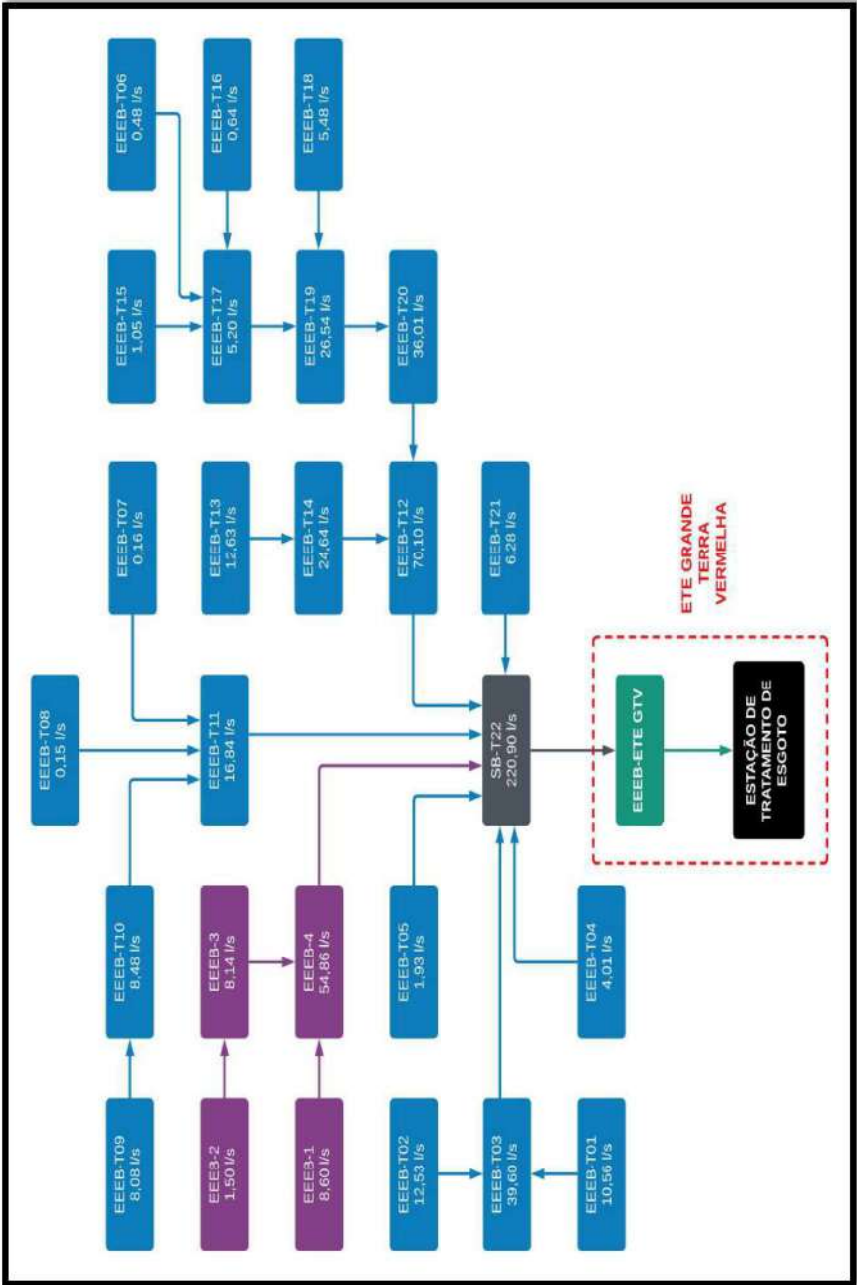 EEEB-T08
0,15 l/s
EEEB-T09
8,08 l/s
EEEB-T10
8,48 l/s
EEEB-T07
0,16 l/s
EEEB-T15
1,05 l/s
EEEB-T06
0,48 l/s
EEEB-2
1,50 l/s
EEEB-3
8,14 l/s
EEEB-T11
16,84 l/s
EEEB-T13
12,63 l/s
EEEB-T17
5,20 l/s
EEEB-T16
0,64 l/s
EEEB-1
8,60 l/s
EEEB-4
54,86 l/s
EEEB-T14
24,64 l/s
EEEB-T19
26,54 l/s
EEEB-T18
5,48 l/s
EEEB-T02
12,53 l/s
EEEB-T05
1,93 l/s
EEEB-T12
70,10 l/s
EEEB-T20
36,01 l/s
EEEB-T03
39,60 l/s
SB-T22
220,90 l/s
EEEB-T21
6,28 l/s
EEEB-T01
10,56 l/s
EEEB-T04
4,01 l/s
EEEB-ETE GTV
ETE GRANDE
TERRA
VERMELHA
ESTAÇÃO DE
TRATAMENTO DE
ESGOTO